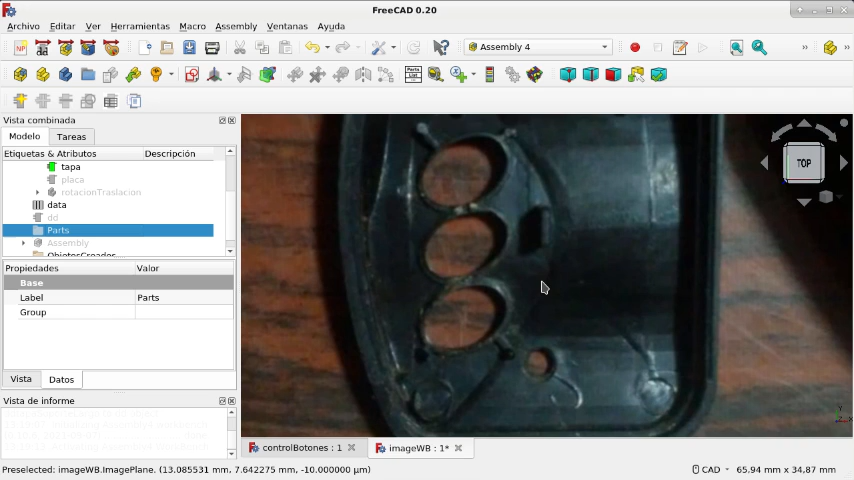 FreeCAD 0.20
Archivo Editar Ver Herramientas Macro Assembly Ventanas Ayuda
Assembly 4
Vista combinada
Modelo Tareas
Etiquetas & Atributos Descripción
tapa
placa
rotacionTraslacion
data
dd
Parts
Assembly
ObjetosCreados
Propiedades Valor
Base
Label Parts
Group
Vista Datos
Vista de informe
TOP
controlBotones : 1
imageWB : 1*
Preselected: imageWB.ImagePlane. (13.085531 mm, 7.642275 mm, -10.000000 µm)
CAD
65,94 mm x 34,87 mm